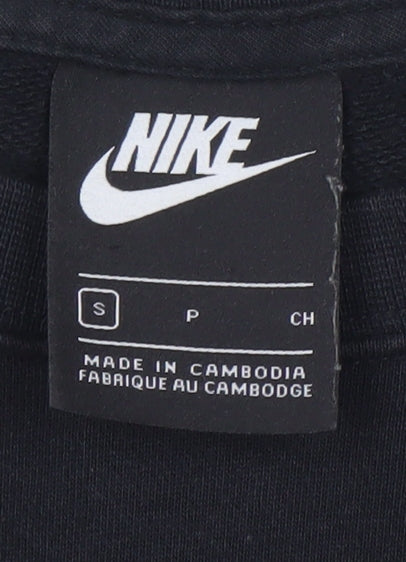 NIKE
S P CH
MADE IN CAMBODIA
FABRIQUE AU CAMBODGE